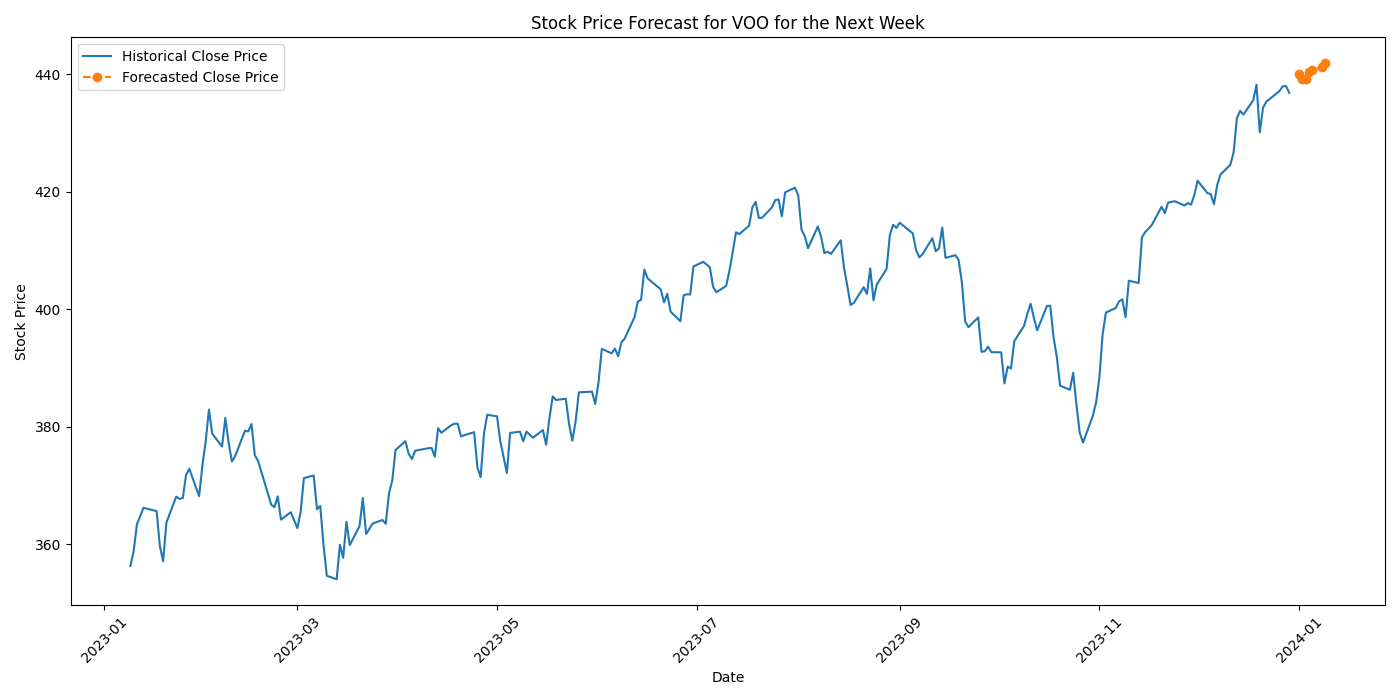 Stock Price Forecast for VOO for the Next Week
Historical Close Price
Forecasted Close Price
Stock Price
440
420
400
380
360
2023-01
2023-03
2023-05
2023-07
2023-09
2023-11
2024-01
Date